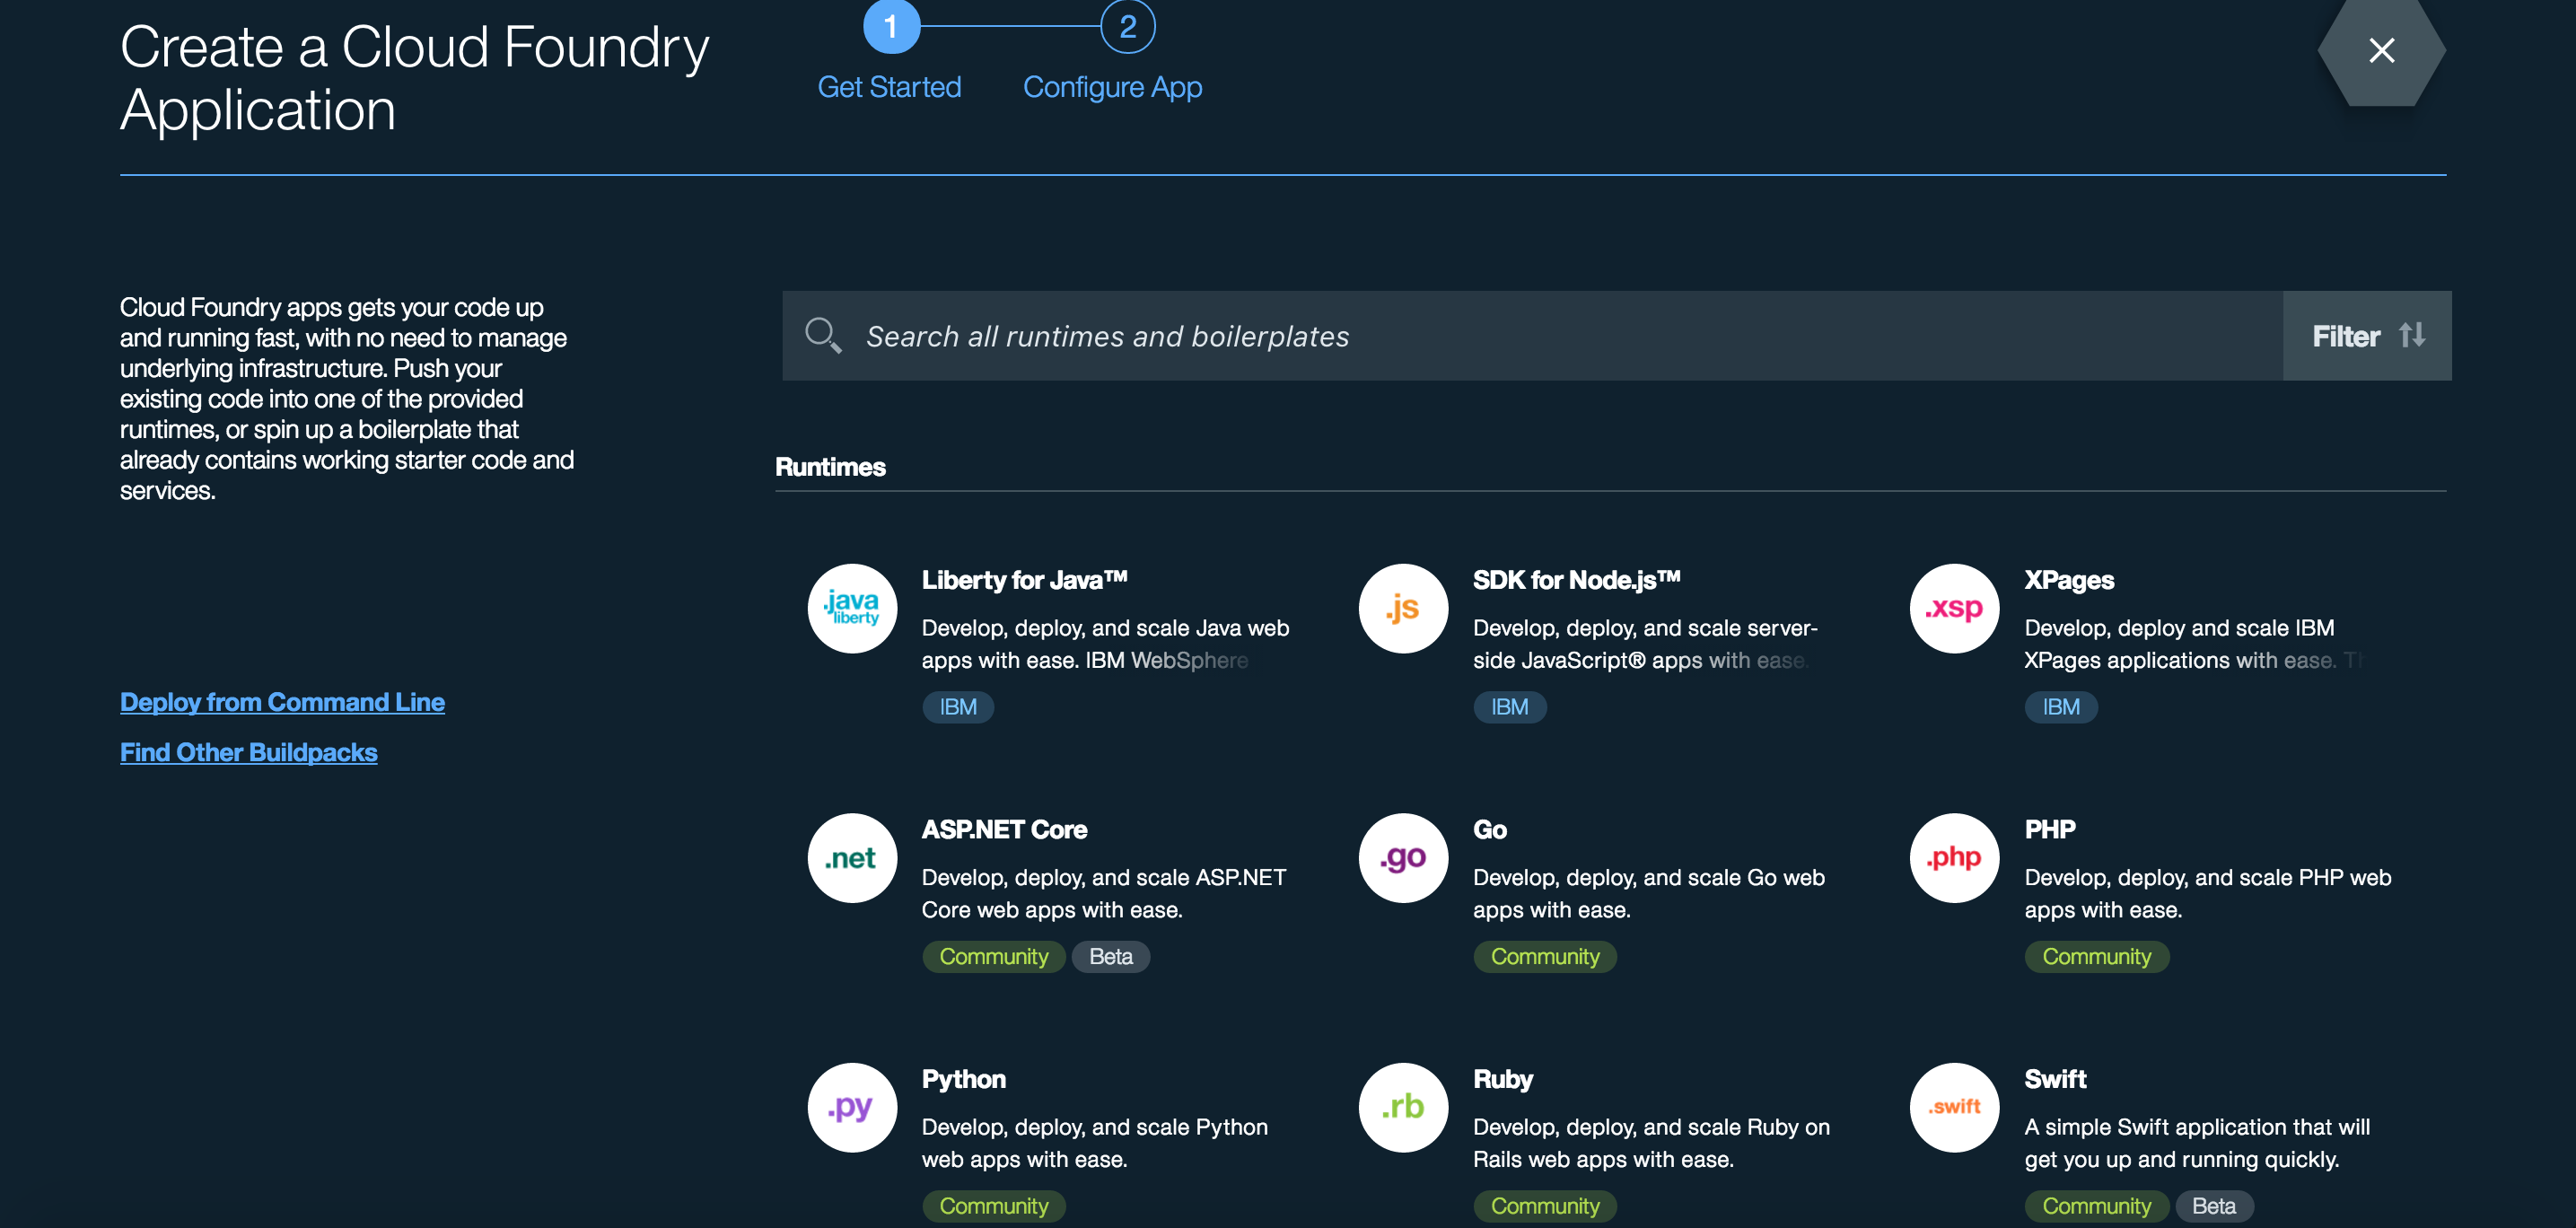 Create a Cloud Foundry
Application
1
2
Get Started
Configure App
Cloud Foundry apps gets your code up
and running fast, with no need to manage
underlying infrastructure. Push your
existing code into one of the provided
runtimes, or spin up a boilerplate that
already contains working starter code and
services.
Deploy from Command Line
Find Other Buildpacks
Search all runtimes and boilerplates
Filter
Runtimes
.java
liberty
Liberty for Java™
Develop, deploy, and scale Java web
apps with ease. IBM WebSphere
IBM
.js
SDK for Node.js™
Develop, deploy, and scale server-
side JavaScript® apps with ease.
IBM
.xsp
XPages
Develop, deploy and scale IBM
XPages applications with ease. Th
IBM
.net
ASP.NET Core
Develop, deploy, and scale ASP.NET
Core web apps with ease.
Community
Beta
.go
Go
Develop, deploy, and scale Go web
apps with ease.
Community
.php
PHP
Develop, deploy, and scale PHP web
apps with ease.
Community
.py
Python
Develop, deploy, and scale Python
web apps with ease.
Community
.rb
Ruby
Develop, deploy, and scale Ruby on
Rails web apps with ease.
Community
.swift
Swift
A simple Swift application that will
get you up and running quickly.
Community
Beta